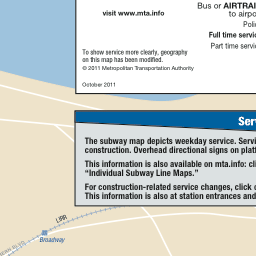 Bus or AIRTRAI
to airpo
visit www.mta.info
Poli
Full time servic
Part time servic
To show service more clearly, geography
on this map has been modified.
© 2011 Metropolitan Transportation Authority
October 2011
Ser
The subway map depicts weekday service. Servi
construction. Overhead directional signs on platf
This information is also available on mta.info: cli
“Individual Subway Line Maps.”
For construction-related service changes, click o
This information is also at station entrances and
LIRR
Broadway